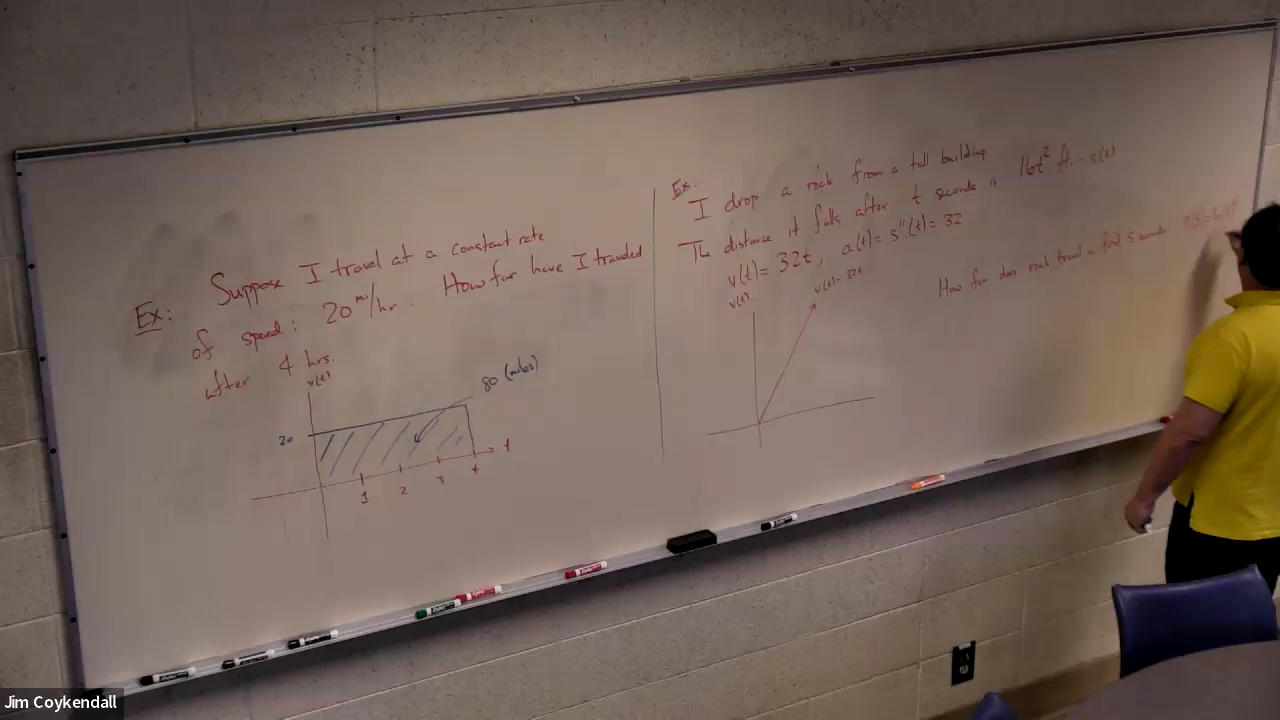 Ex: Suppose I travel at a constant rate
of speed: 20 mi/hr. How far have I traveled
after 4 hrs.
v(t)
80 (miles)
20
t
1 2 3 4
Ex.
I drop a rock from a tall building
The distance it falls after t seconds is 16t² ft. = s(t)
v(t) = 32t, a(t) = s''(t) = 32
v(t)
v(t) = 32t
How far does rock travel in first 5 seconds
Jim Coykendall